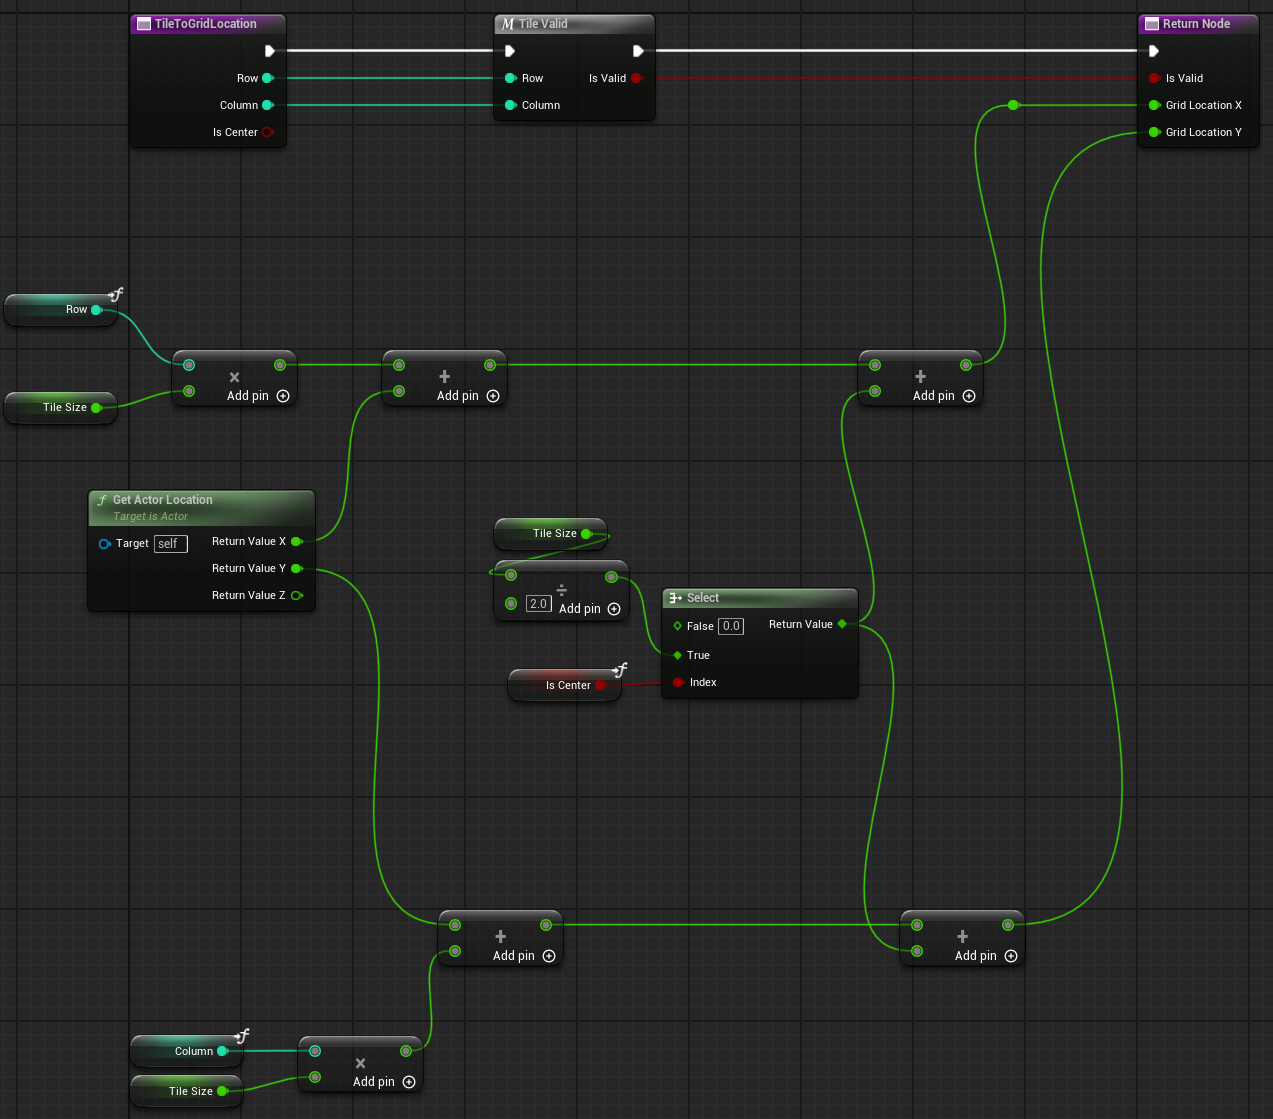 TileToGridLocation
Row
Column
Is Center
M Tile Valid
Row
Is Valid
Column
Return Node
Is Valid
Grid Location X
Grid Location Y
Row
Tile Size
×
Add pin
+
Add pin
+
Add pin
f Get Actor Location
Target is Actor
Target self
Return Value X
Return Value Y
Return Value Z
Tile Size
÷
2.0
Add pin
Select
False 0.0
Return Value
True
Index
Is Center
+
Add pin
+
Add pin
Column
Tile Size
×
Add pin